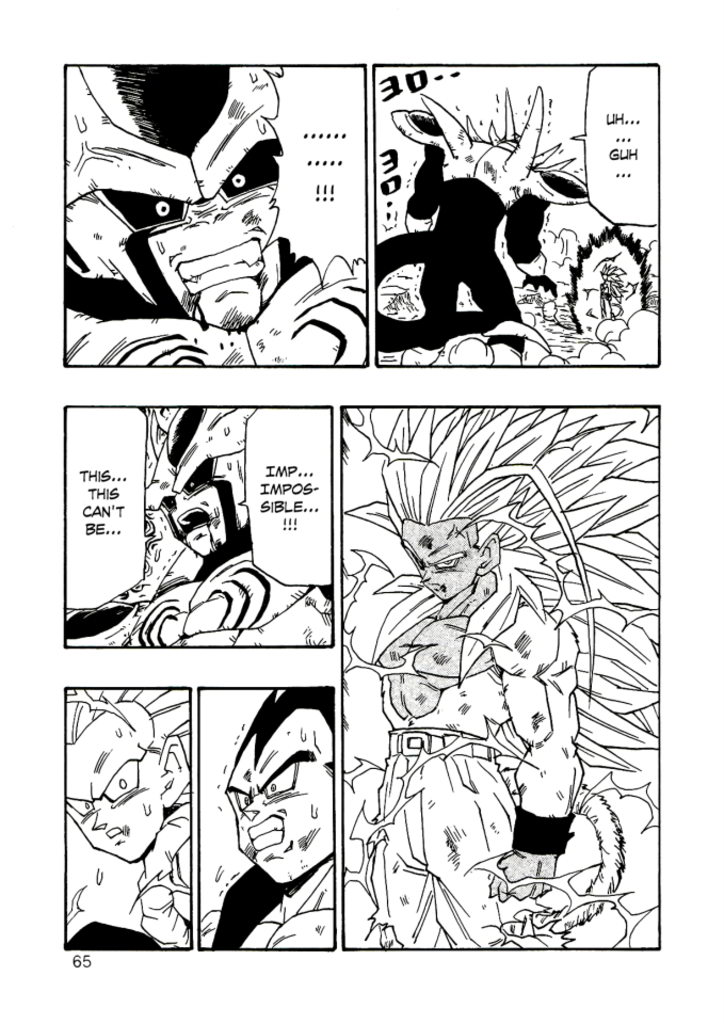 UH...
...
GUH
...
ヨロ··
ヨロ
......
.....
!!!
IMP...
IMPOS-
SIBLE...
!!!
THIS...
THIS
CAN'T
BE...
65